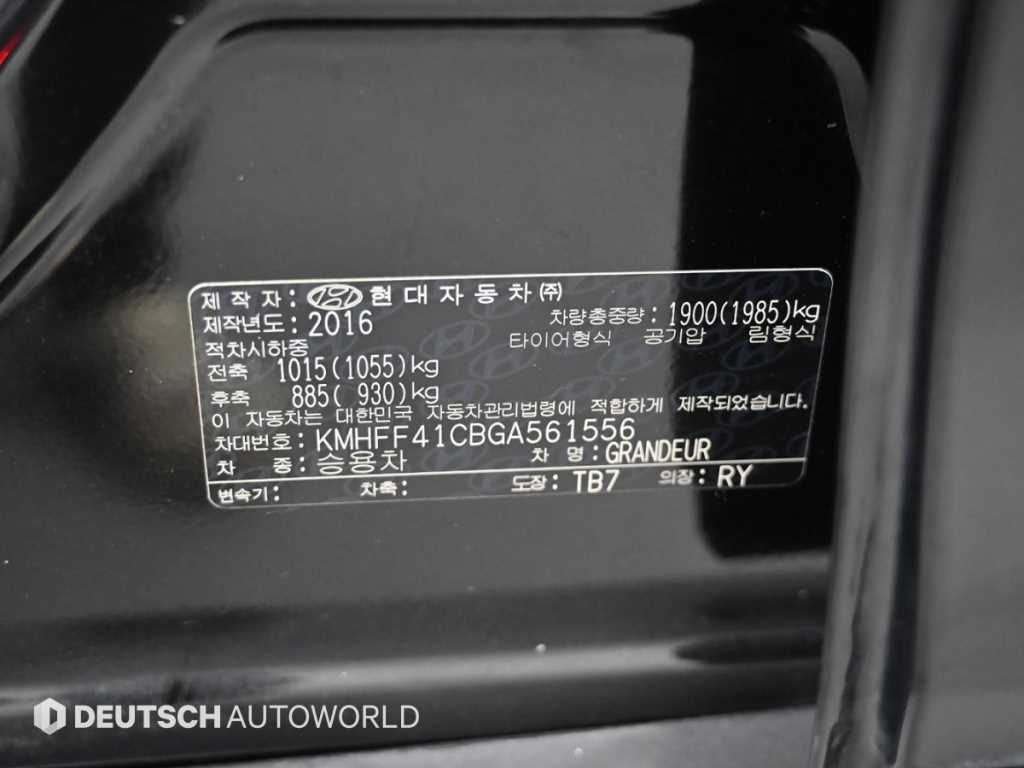 제 작 자 : 현대자동차㈜
제작년도 : 2016 차량총중량 : 1900(1985)kg
적차시하중 타이어형식 공기압 림형식
전축 1015(1055)kg
후축 885( 930)kg
이 자동차는 대한민국 자동차관리법령에 적합하게 제작되었습니다.
차대번호 : KMHFF41CBGA561556
차 종 : 승용차 차 명 : GRANDEUR
변속기 : 차축 : 도장 : TB7 의장 : RY
DEUTSCH AUTOWORLD